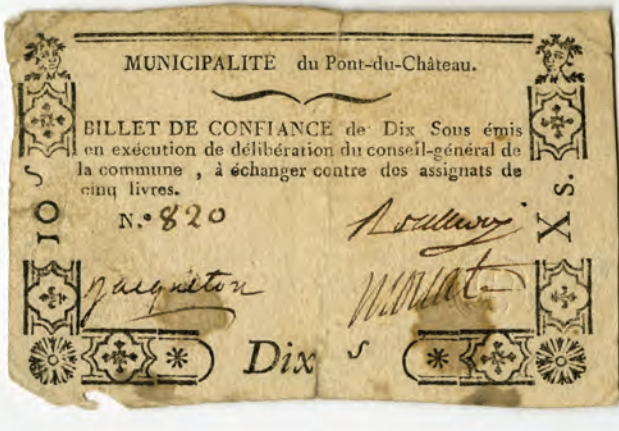 MUNICIPALITÉ du Pont-du-Château.
BILLET DE CONFIANCE de Dix Sous émis
en exécution de délibération du conseil-général de
la commune , à échanger contre des assignats de
cinq livres.
N.º 820
jacqueton
10 S
X s.
Dix s